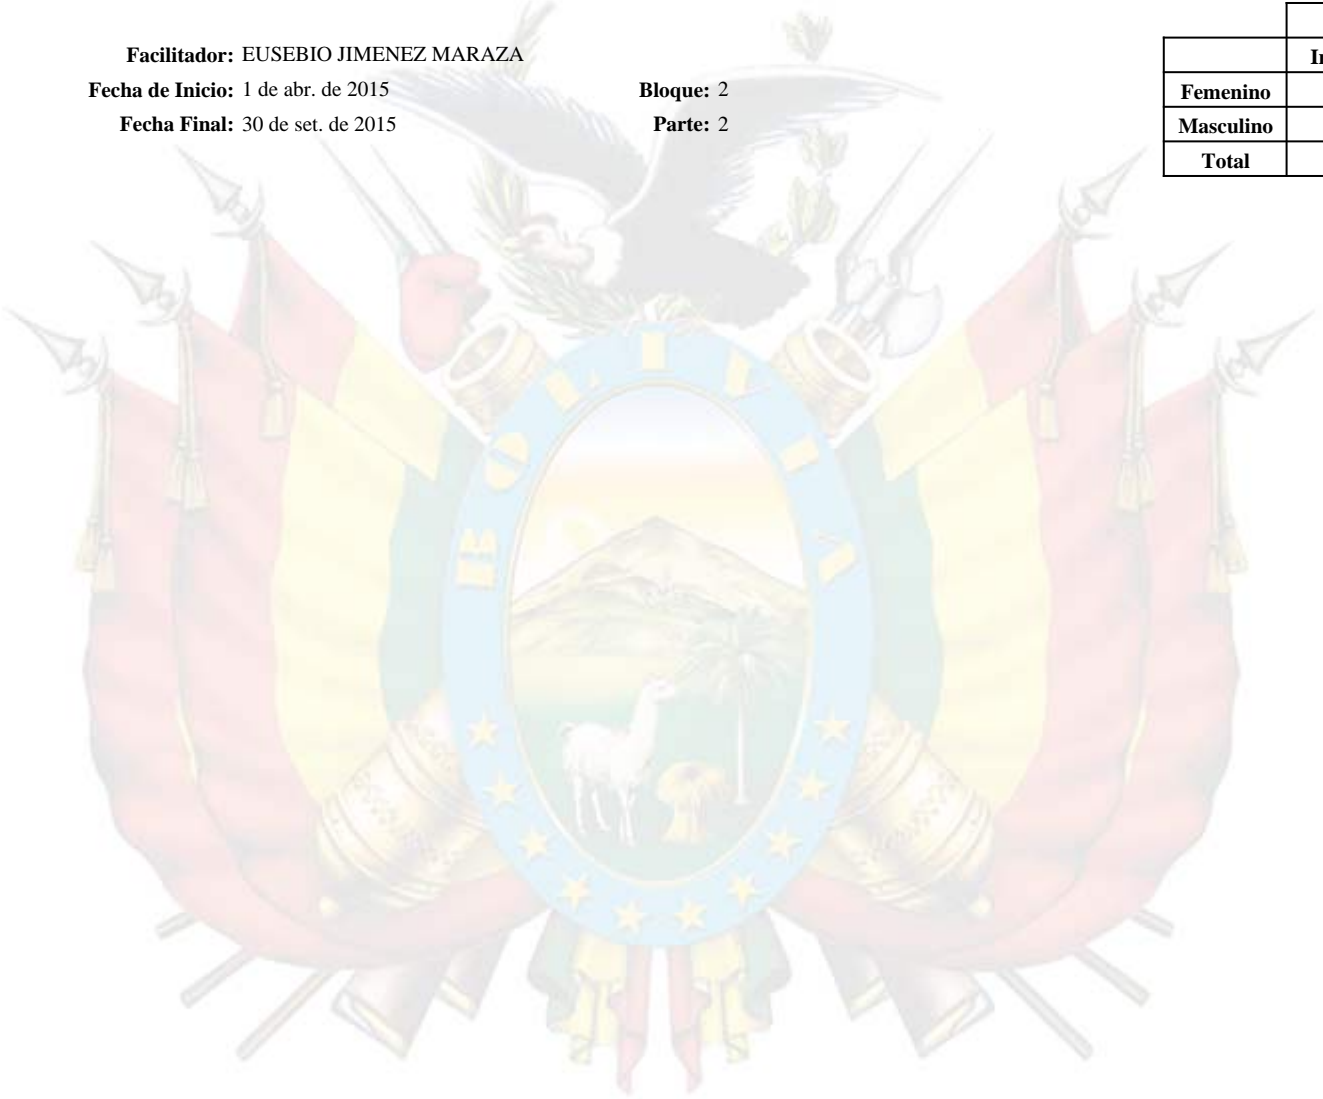 Facilitador: EUSEBIO JIMENEZ MARAZA
Fecha de Inicio: 1 de abr. de 2015 Bloque: 2
Fecha Final: 30 de set. de 2015 Parte: 2
Femenino
Masculino
Total
BOLIVIA